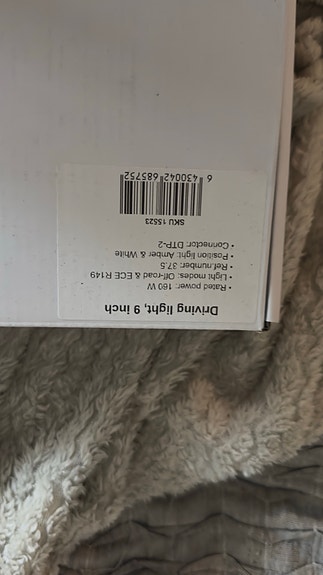 Driving light, 9 inch
• Rated power: 160 W
• Light modes: Off-road & ECE R149
• Ref.number: 37.5
• Position light: Amber & White
• Connector: DTP-2
SKU 15523
6 430042 685752